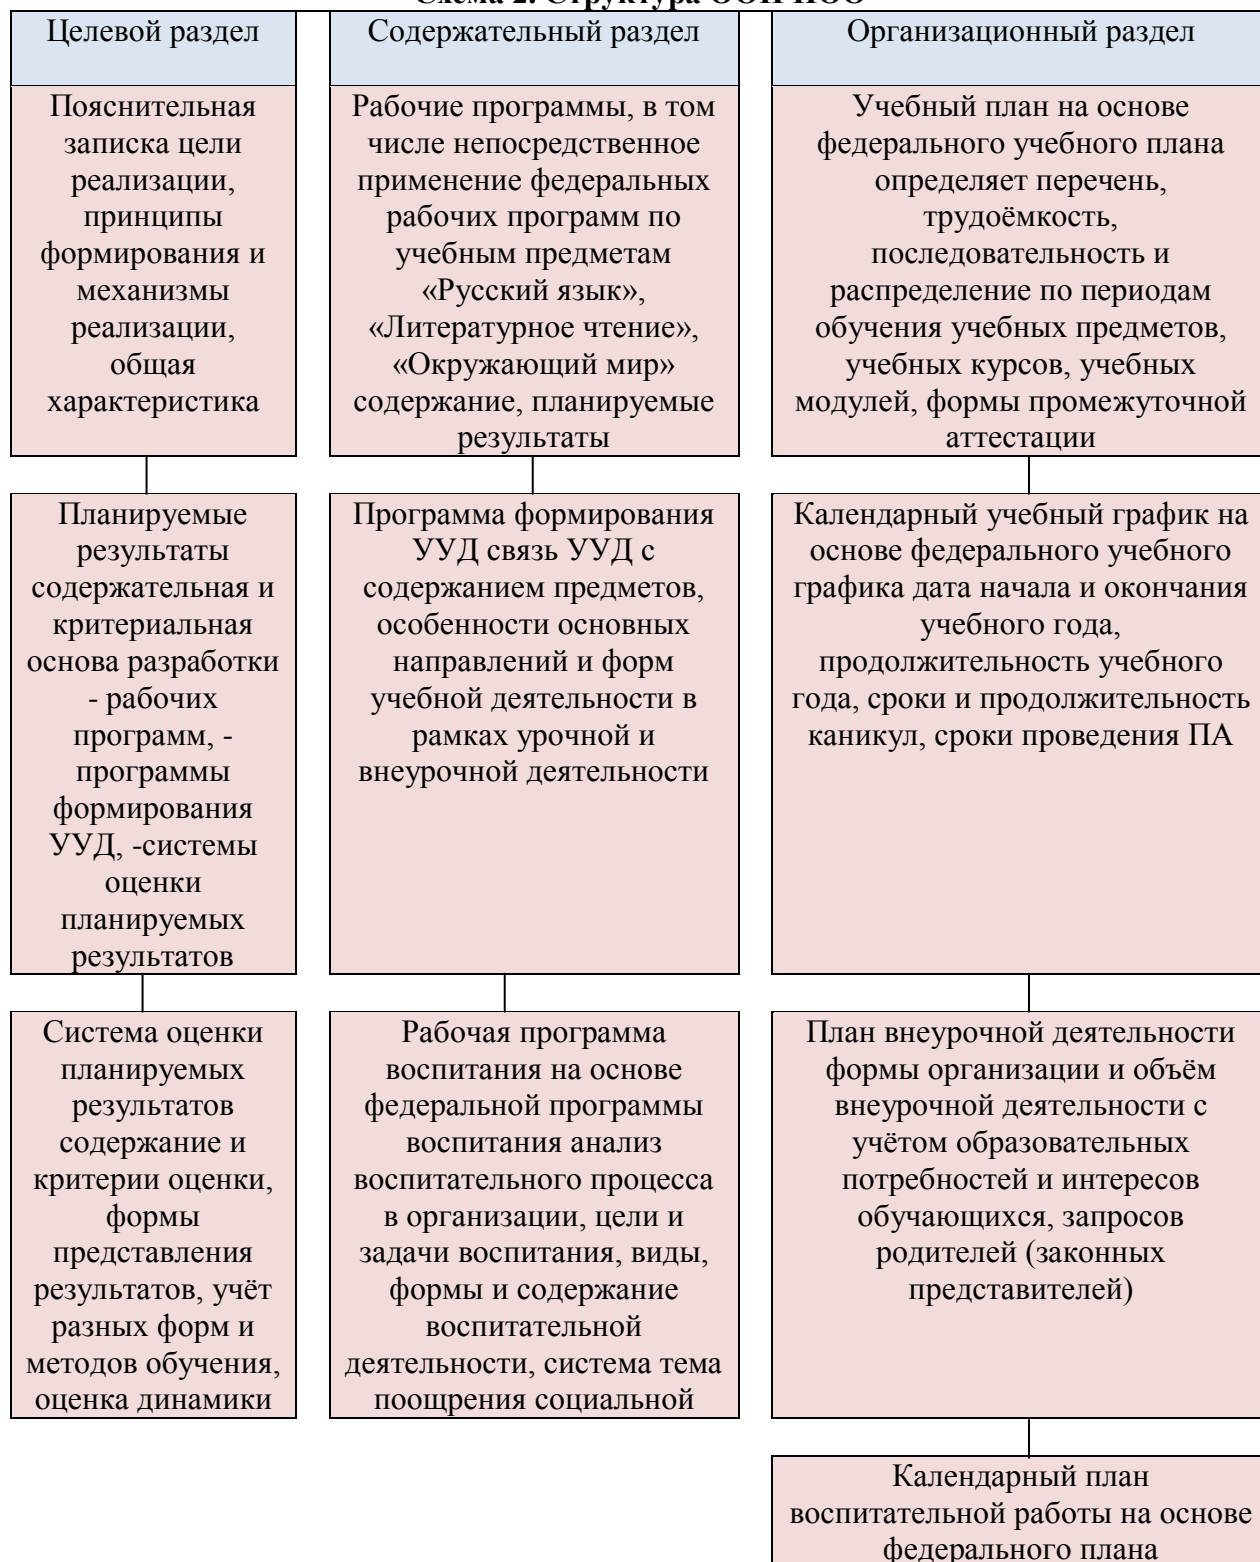 Схема 2. Структура ООП НОО
Целевой раздел
Пояснительная
записка цели
реализации,
принципы
формирования и
механизмы
реализации,
общая
характеристика
Планируемые
результаты
содержательная и
критериальная
основа разработки
- рабочих
программ, -
программы
формирования
УУД, -системы
оценки
планируемых
результатов
Система оценки
планируемых
результатов
содержание и
критерии оценки,
формы
представления
результатов, учёт
разных форм и
методов обучения,
оценка динамики
Содержательный раздел
Рабочие программы, в том
числе непосредственное
применение федеральных
рабочих программ по
учебным предметам
«Русский язык»,
«Литературное чтение»,
«Окружающий мир»
содержание, планируемые
результаты
Программа формирования
УУД связь УУД с
содержанием предметов,
особенности основных
направлений и форм
учебной деятельности в
рамках урочной и
внеурочной деятельности
Рабочая программа
воспитания на основе
федеральной программы
воспитания анализ
воспитательного процесса
в организации, цели и
задачи воспитания, виды,
формы и содержание
воспитательной
деятельности, система тема
поощрения социальной
Организационный раздел
Учебный план на основе
федерального учебного плана
определяет перечень,
трудоёмкость,
последовательность и
распределение по периодам
обучения учебных предметов,
учебных курсов, учебных
модулей, формы промежуточной
аттестации
Календарный учебный график на
основе федерального учебного
графика дата начала и окончания
учебного года,
продолжительность учебного
года, сроки и продолжительность
каникул, сроки проведения ПА
План внеурочной деятельности
формы организации и объём
внеурочной деятельности с
учётом образовательных
потребностей и интересов
обучающихся, запросов
родителей (законных
представителей)
Календарный план
воспитательной работы на основе
федерального плана